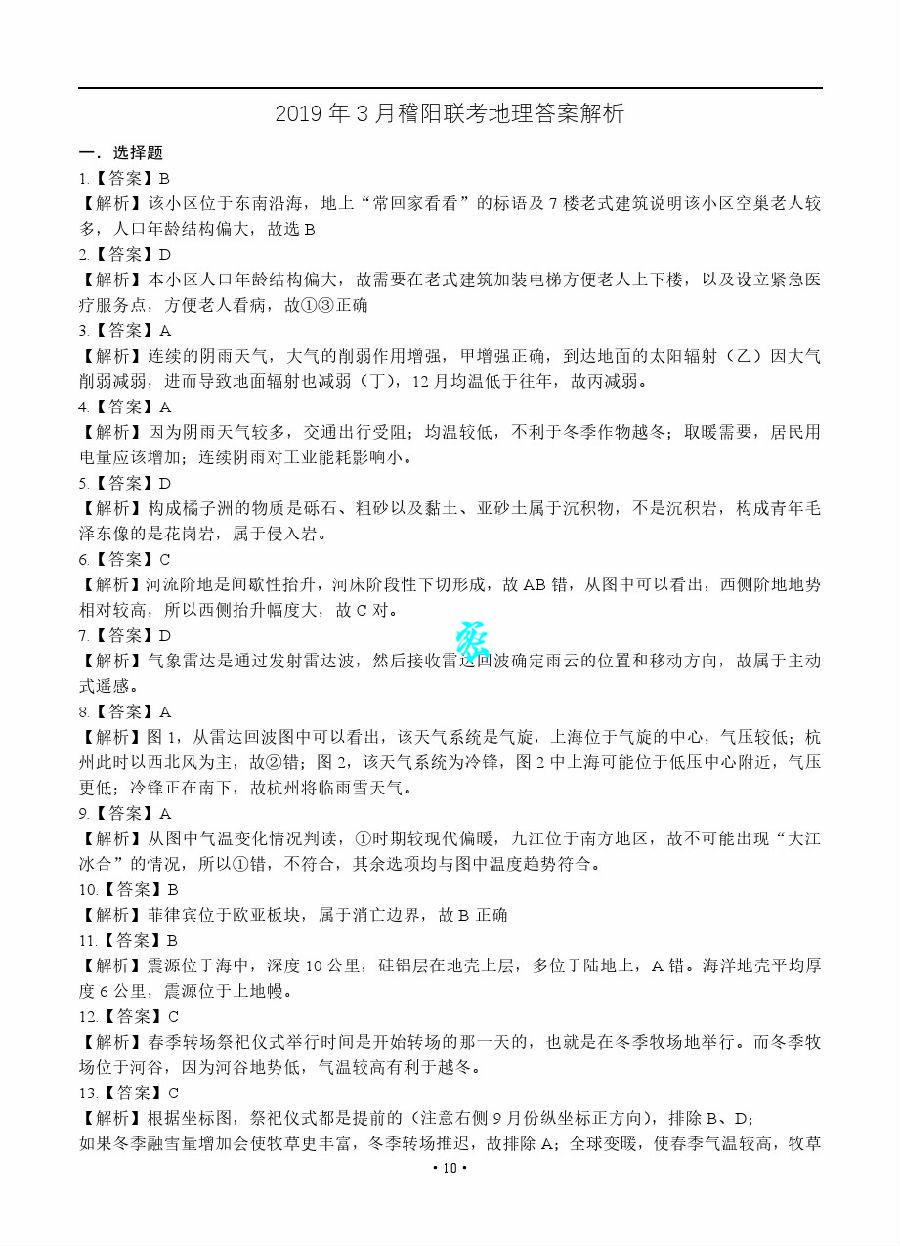 2019 年 3 月稽阳联考地理答案解析
一．选择题
1.【答案】B
【解析】该小区位于东南沿海，地上“常回家看看”的标语及 7 楼老式建筑说明该小区空巢老人较
多，人口年龄结构偏大，故选 B
2.【答案】D
【解析】本小区人口年龄结构偏大，故需要在老式建筑加装电梯方便老人上下楼，以及设立紧急医
疗服务点，方便老人看病，故①③正确
3.【答案】A
【解析】连续的阴雨天气，大气的削弱作用增强，甲增强正确，到达地面的太阳辐射（乙）因大气
削弱减弱，进而导致地面辐射也减弱（丁），12 月均温低于往年，故丙减弱。
4.【答案】A
【解析】因为阴雨天气较多，交通出行受阻；均温较低，不利于冬季作物越冬；取暖需要，居民用
电量应该增加；连续阴雨对工业能耗影响小。
5.【答案】D
【解析】构成橘子洲的物质是砾石、粗砂以及黏土、亚砂土属于沉积物，不是沉积岩，构成青年毛
泽东像的是花岗岩，属于侵入岩。
6.【答案】C
【解析】河流阶地是间歇性抬升，河床阶段性下切形成，故 AB 错，从图中可以看出，西侧阶地地势
相对较高，所以西侧抬升幅度大，故 C 对。
7.【答案】D
【解析】气象雷达是通过发射雷达波，然后接收雷达回波确定雨云的位置和移动方向，故属于主动
式遥感。
8.【答案】A
【解析】图 1，从雷达回波图中可以看出，该天气系统是气旋，上海位于气旋的中心，气压较低；杭
州此时以西北风为主，故②错；图 2，该天气系统为冷锋，图 2 中上海可能位于低压中心附近，气压
更低；冷锋正在南下，故杭州将临雨雪天气。
9.【答案】A
【解析】从图中气温变化情况判读，①时期较现代偏暖，九江位于南方地区，故不可能出现“大江
冰合”的情况，所以①错，不符合，其余选项均与图中温度趋势符合。
10.【答案】B
【解析】菲律宾位于欧亚板块，属于消亡边界，故 B 正确
11.【答案】B
【解析】震源位于海中，深度 10 公里，硅铝层在地壳上层，多位于陆地上，A 错。海洋地壳平均厚
度 6 公里，震源位于上地幔。
12.【答案】C
【解析】春季转场祭祀仪式举行时间是开始转场的那一天的，也就是在冬季牧场地举行。而冬季牧
场位于河谷，因为河谷地势低，气温较高有利于越冬。
13.【答案】C
【解析】根据坐标图，祭祀仪式都是提前的（注意右侧 9 月份纵坐标正方向），排除 B、D；
如果冬季融雪量增加会使牧草更丰富，冬季转场推迟，故排除 A；全球变暖，使春季气温较高，牧草
• 10 •